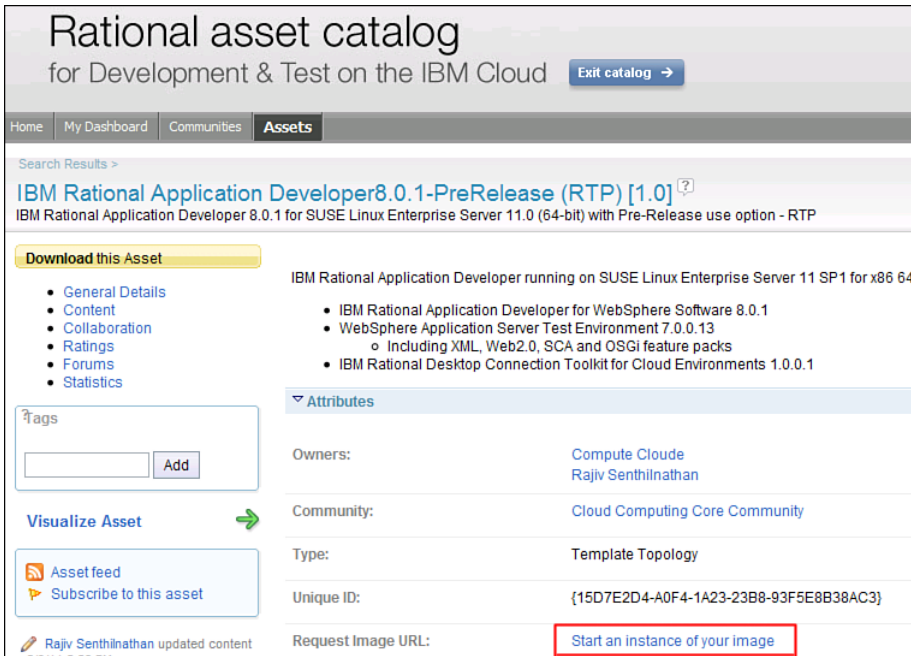 Rational asset catalog
for Development & Test on the IBM Cloud
Exit catalog
Home My Dashboard Communities Assets
Search Results >
IBM Rational Application Developer8.0.1-PreRelease (RTP) [1.0] ?
IBM Rational Application Developer 8.0.1 for SUSE Linux Enterprise Server 11.0 (64-bit) with Pre-Release use option - RTP
Download this Asset
General Details
Content
Collaboration
Ratings
Forums
Statistics
?
Tags
Add
Visualize Asset
Asset feed
Subscribe to this asset
Rajiv Senthilnathan updated content
IBM Rational Application Developer running on SUSE Linux Enterprise Server 11 SP1 for x86 64
IBM Rational Application Developer for WebSphere Software 8.0.1
WebSphere Application Server Test Environment 7.0.0.13
Including XML, Web2.0, SCA and OSGi feature packs
IBM Rational Desktop Connection Toolkit for Cloud Environments 1.0.0.1
Attributes
Owners: Compute Cloude
Rajiv Senthilnathan
Community: Cloud Computing Core Community
Type: Template Topology
Unique ID: {15D7E2D4-A0F4-1A23-23B8-93F5E8B38AC3}
Request Image URL: Start an instance of your image